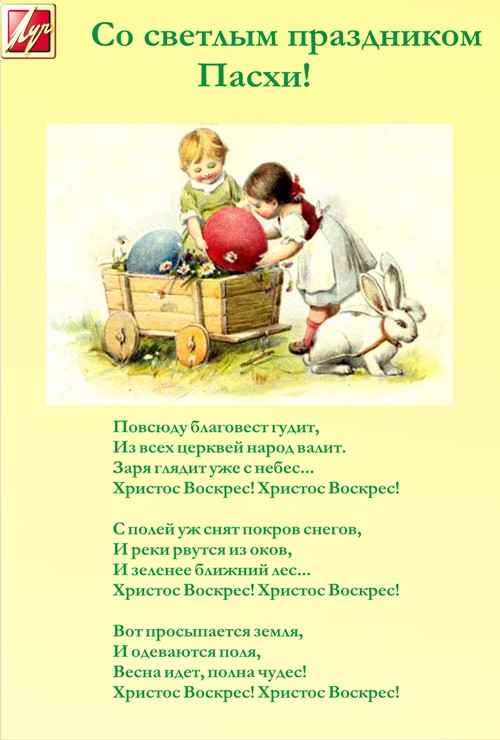 Луч
Со светлым праздником
Пасхи!
Повсюду благовест гудит,
Из всех церквей народ валит.
Заря глядит уже с небес...
Христос Воскрес! Христос Воскрес!
С полей уж снят покров снегов,
И реки рвутся из оков,
И зеленее ближний лес...
Христос Воскрес! Христос Воскрес!
Вот просыпается земля,
И одеваются поля,
Весна идет, полна чудес!
Христос Воскрес! Христос Воскрес!